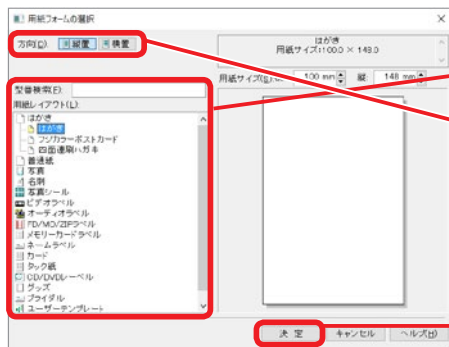 用紙フォームの選択
方向(D): 縦置 横置
はがき
用紙サイズ:100.0 × 148.0
用紙サイズ(S): 100 mm 縦: 148 mm
型番検索(F):
用紙レイアウト(L):
はがき
はがき
フジカラーポストカード
四面連刷ハガキ
普通紙
写真
名刺
写真シール
ビデオラベル
オーディオラベル
FD/MO/ZIPラベル
メモリーカードラベル
ネームラベル
カード
タック紙
CD/DVDレーベル
グッズ
ブライダル
ユーザーテンプレート
決 定 キャンセル ヘルプ(H)